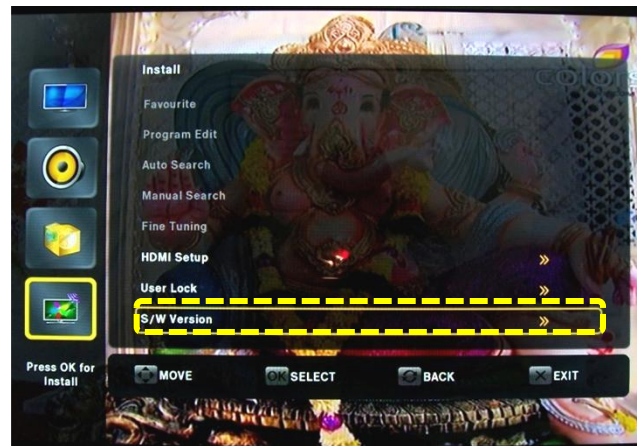 COLORS
Install
Favourite
Program Edit
Auto Search
Manual Search
Fine Tuning
HDMI Setup »
User Lock »
S/W Version »
Press OK for
Install
MOVE
OK SELECT
BACK
EXIT